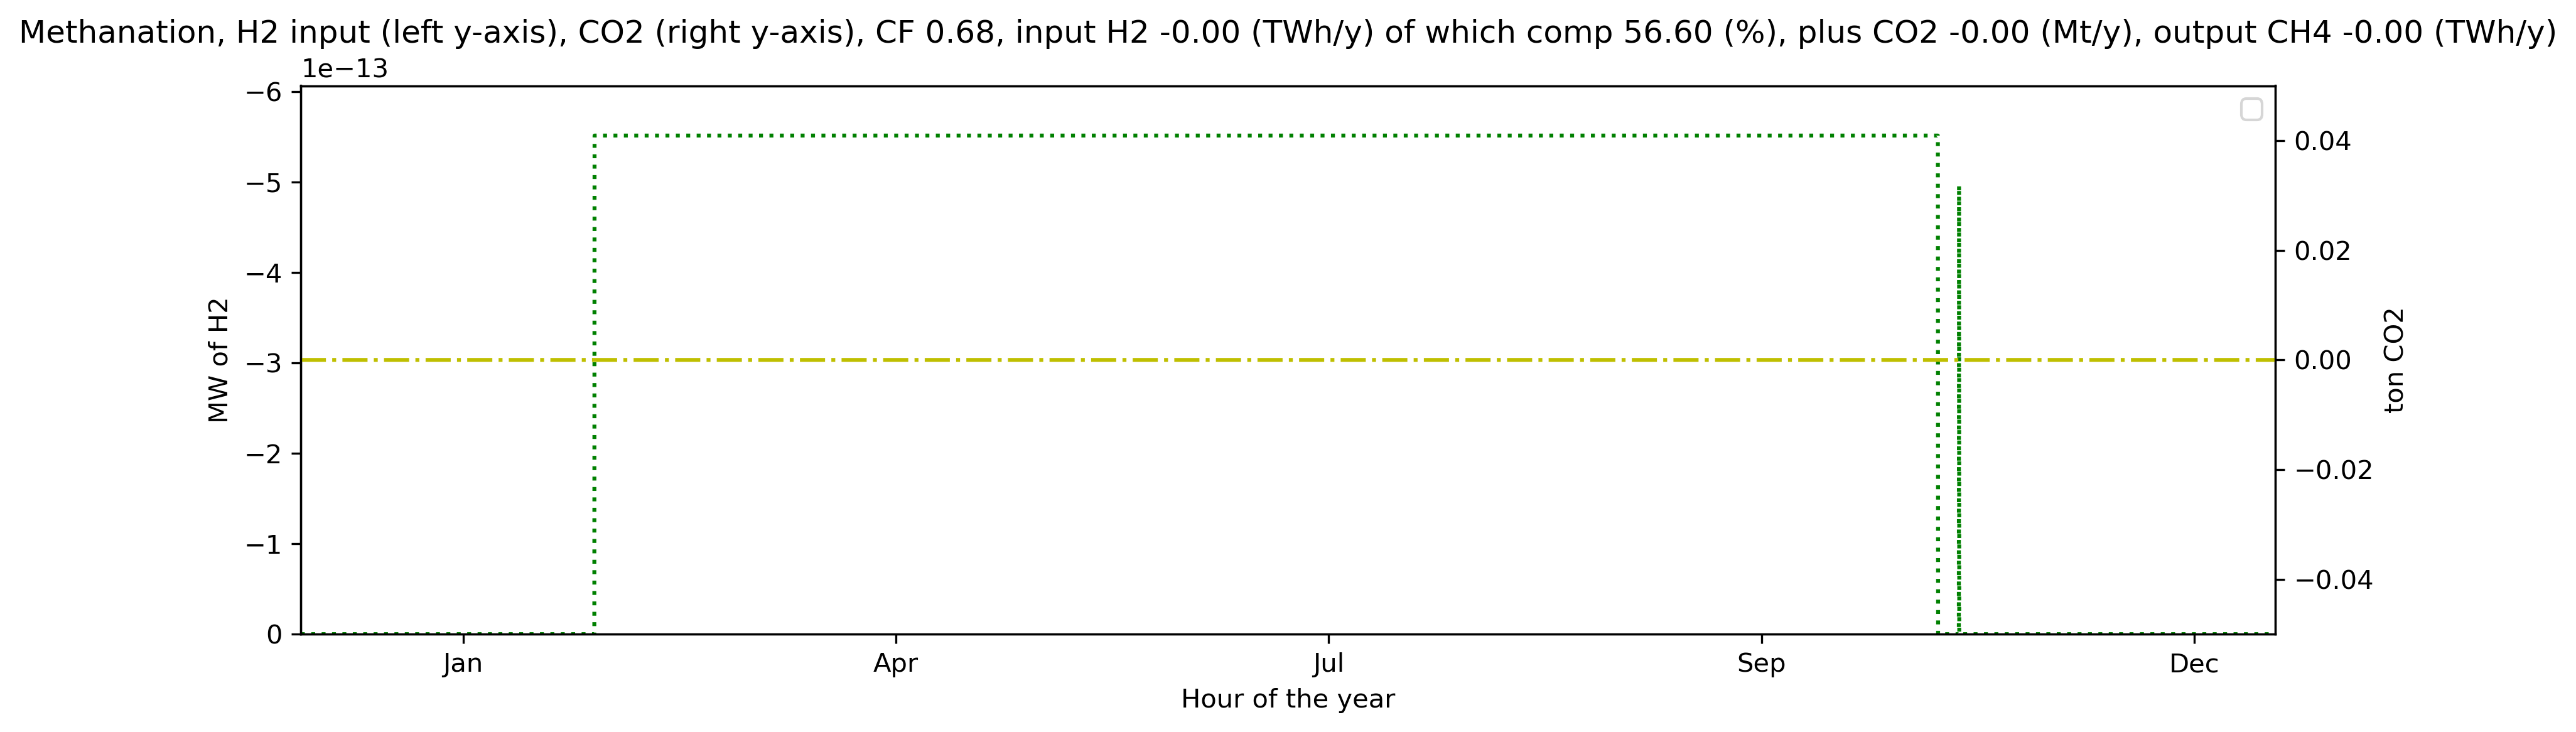 Methanation, H2 input (left y-axis), CO2 (right y-axis), CF 0.68, input H2 -0.00 (TWh/y) of which comp 56.60 (%), plus CO2 -0.00 (Mt/y), output CH4 -0.00 (TWh/y)
1e−13
−6
−5
−4
−3
−2
−1
0
MW of H2
0.04
0.02
0.00
−0.02
−0.04
ton CO2
Jan Apr Jul Sep Dec
Hour of the year